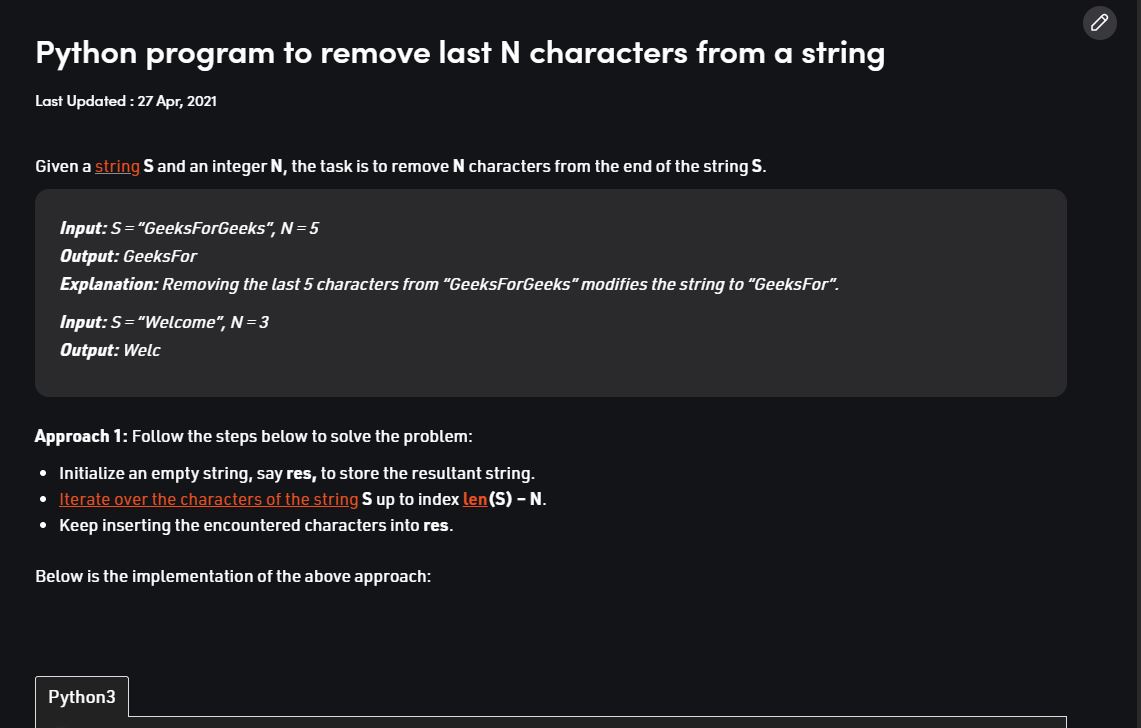 Python program to remove last N characters from a string
Last Updated : 27 Apr, 2021
Given a string S and an integer N, the task is to remove N characters from the end of the string S.
Input: S = “GeeksForGeeks”, N = 5
Output: GeeksFor
Explanation: Removing the last 5 characters from “GeeksForGeeks” modifies the string to “GeeksFor”.
Input: S = “Welcome”, N = 3
Output: Welc
Approach 1: Follow the steps below to solve the problem:
• Initialize an empty string, say res, to store the resultant string.
• Iterate over the characters of the string S up to index len(S) – N.
• Keep inserting the encountered characters into res.
Below is the implementation of the above approach:
Python3